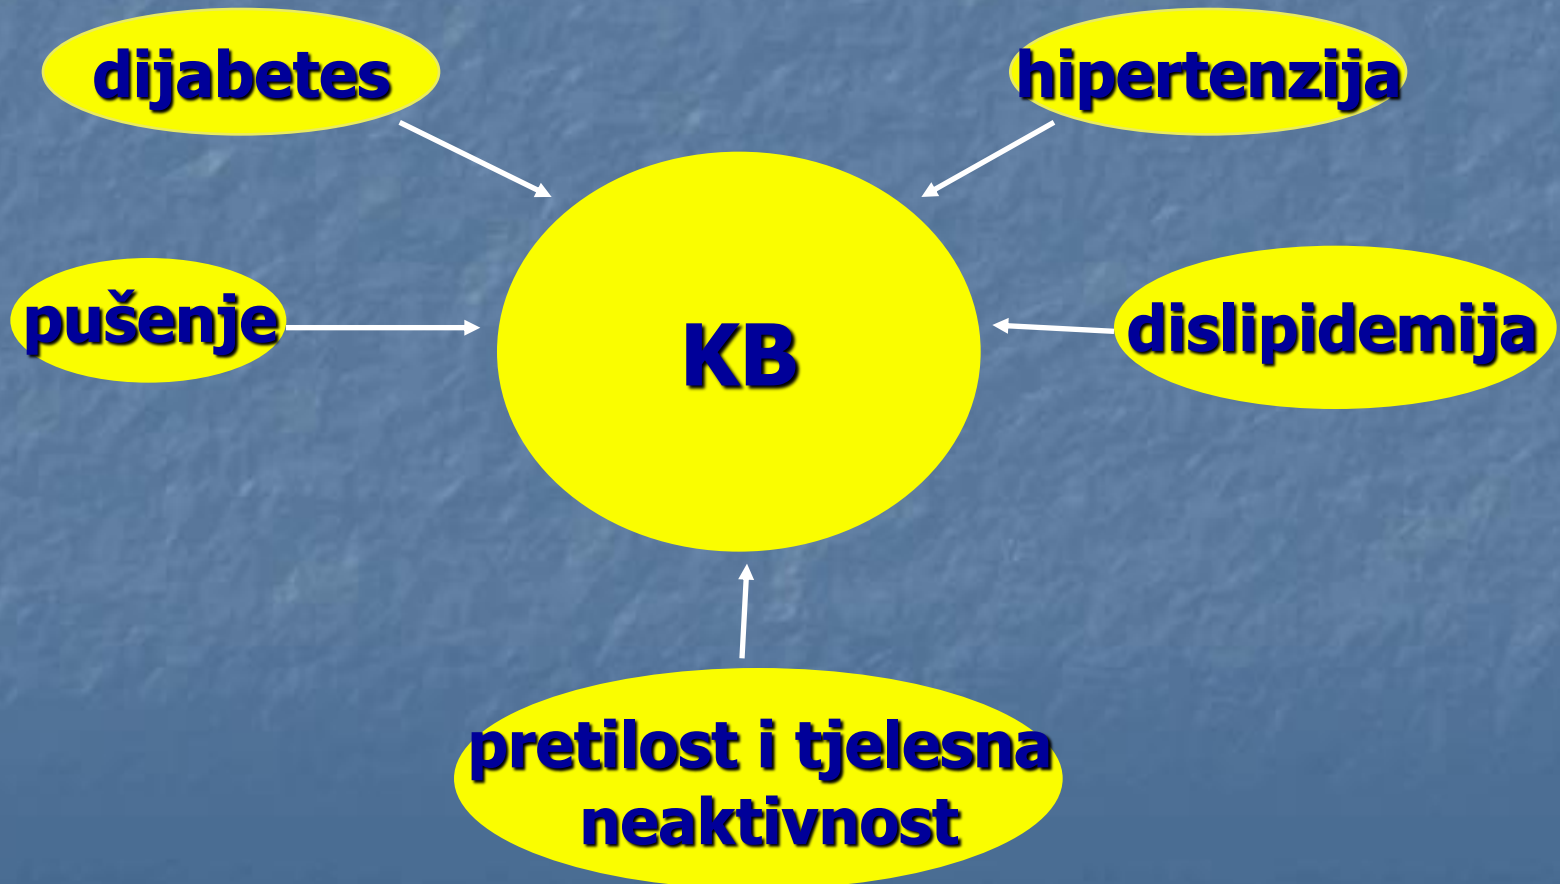 dijabetes
hipertenzija
pušenje
KB
dislipidemija
pretilost i tjelesna
neaktivnost